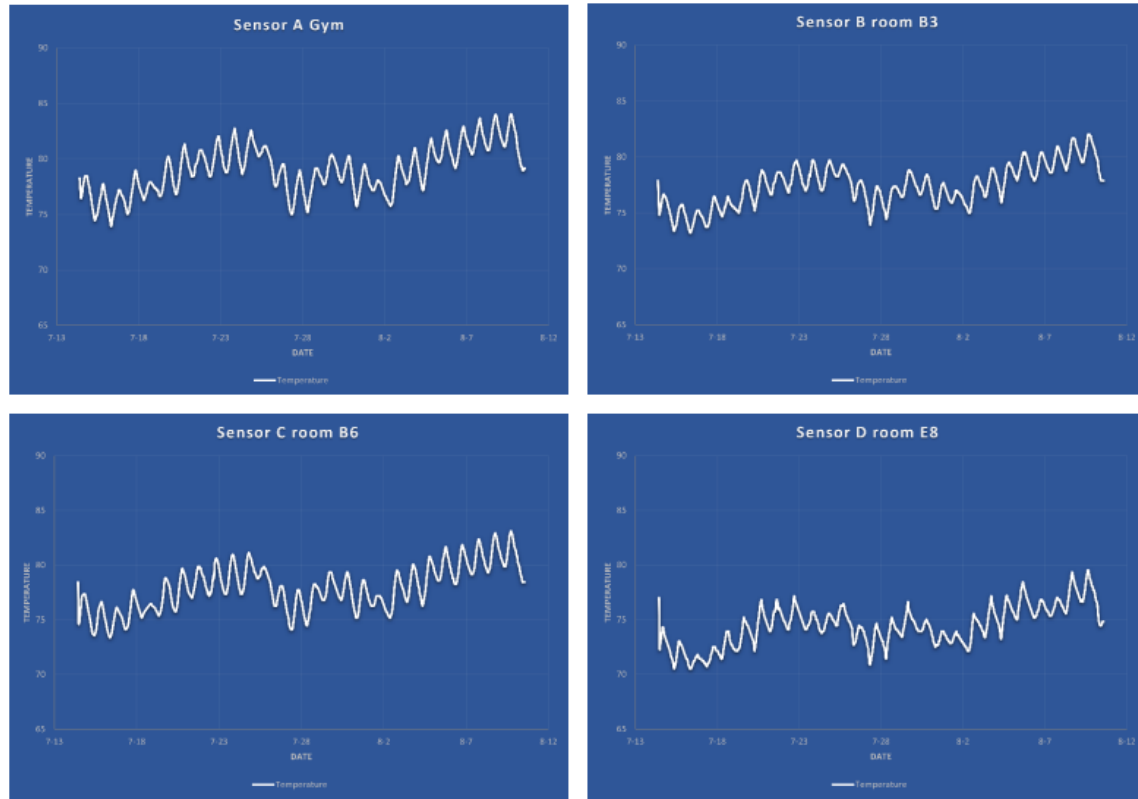 Sensor A Gym
90
85
80
75
70
65
TEMPERATURE
7-13 7-18 7-23 7-28 8-2 8-7 8-12
DATE
Temperature
Sensor B room B3
90
85
80
75
70
65
TEMPERATURE
7-13 7-18 7-23 7-28 8-2 8-7 8-12
DATE
Temperature
Sensor C room B6
90
85
80
75
70
65
TEMPERATURE
7-13 7-18 7-23 7-28 8-2 8-7 8-12
DATE
Temperature
Sensor D room E8
90
85
80
75
70
65
TEMPERATURE
7-13 7-18 7-23 7-28 8-2 8-7 8-12
DATE
Temperature